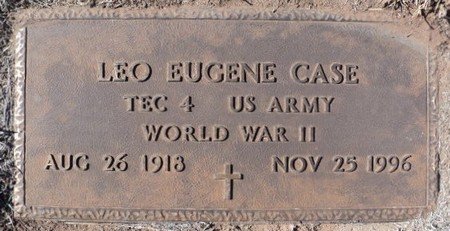 LEO EUGENE CASE
TEC 4 US ARMY
WORLD WAR II
AUG 26 1918 NOV 25 1996